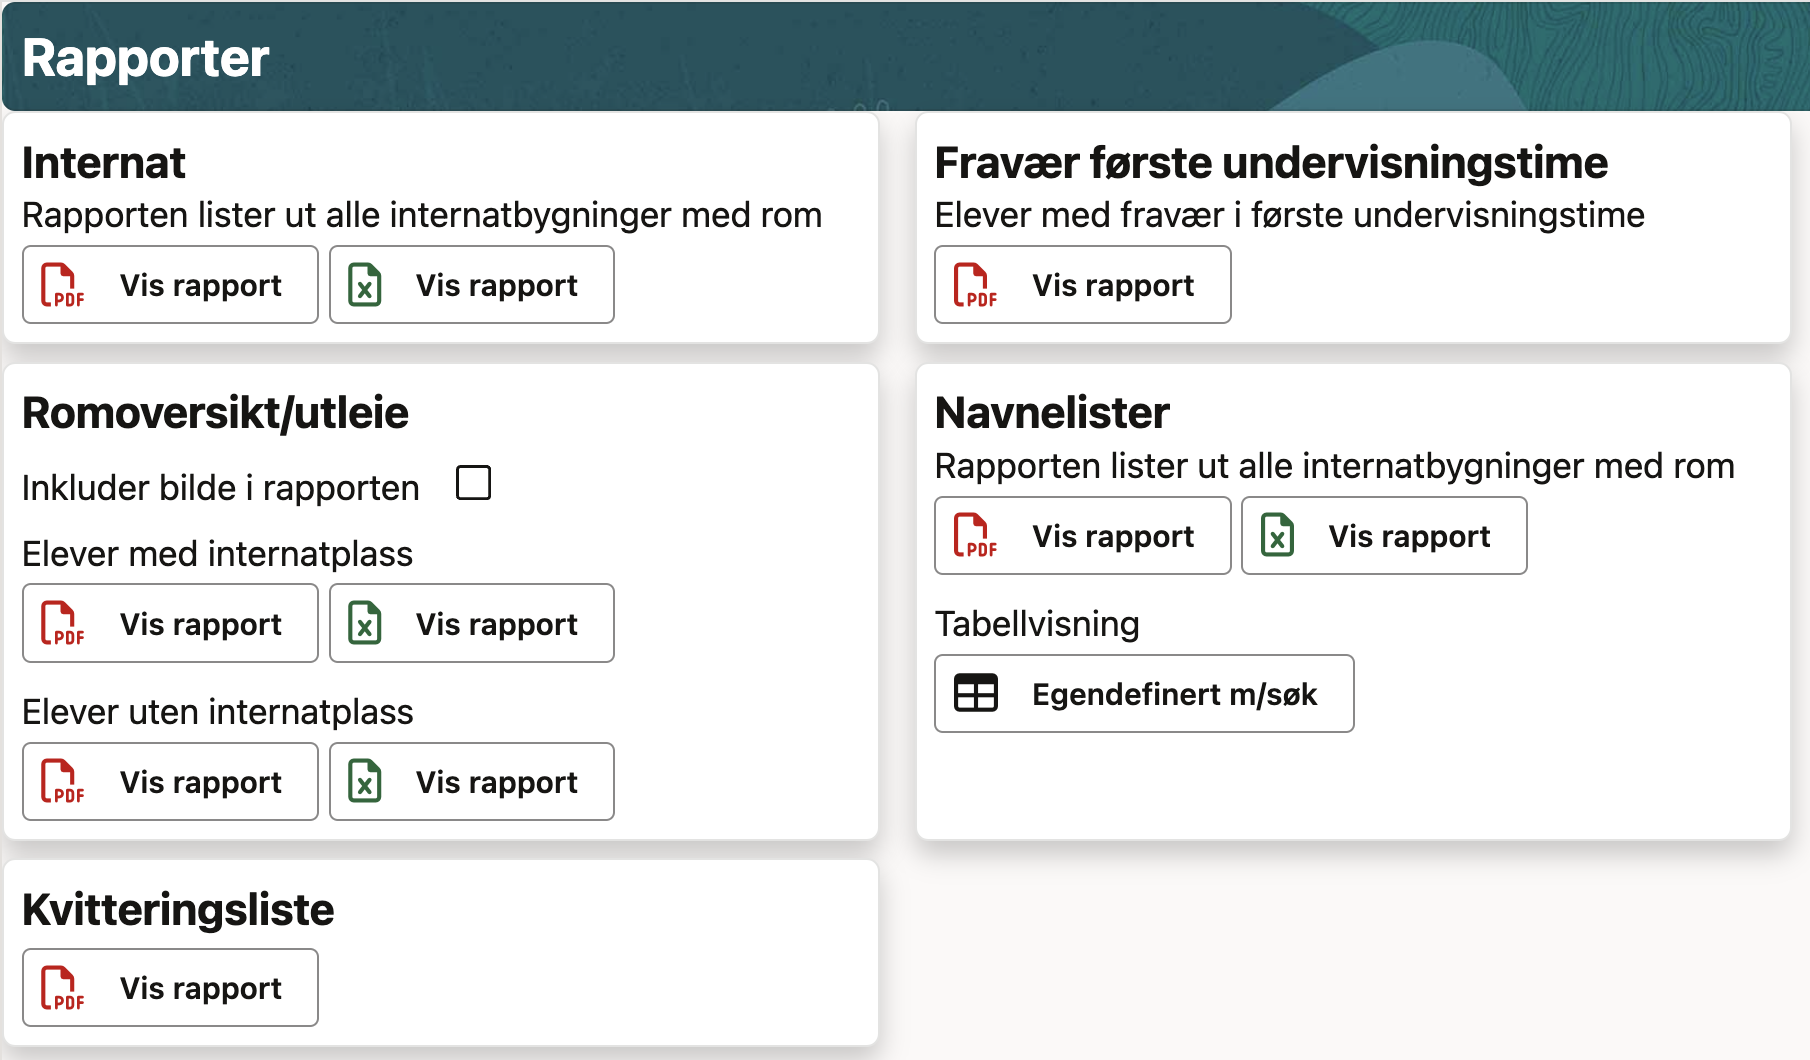 Rapporter
Internat
Rapporten lister ut alle internatbygninger med rom
PDF Vis rapport
X Vis rapport
Fravær første undervisningstime
Elever med fravær i første undervisningstime
PDF Vis rapport
Romoversikt/utleie
Inkluder bilde i rapporten
Elever med internatplass
PDF Vis rapport
X Vis rapport
Elever uten internatplass
PDF Vis rapport
X Vis rapport
Navnelister
Rapporten lister ut alle internatbygninger med rom
PDF Vis rapport
X Vis rapport
Tabellvisning
Egendefinert m/søk
Kvitteringsliste
PDF Vis rapport